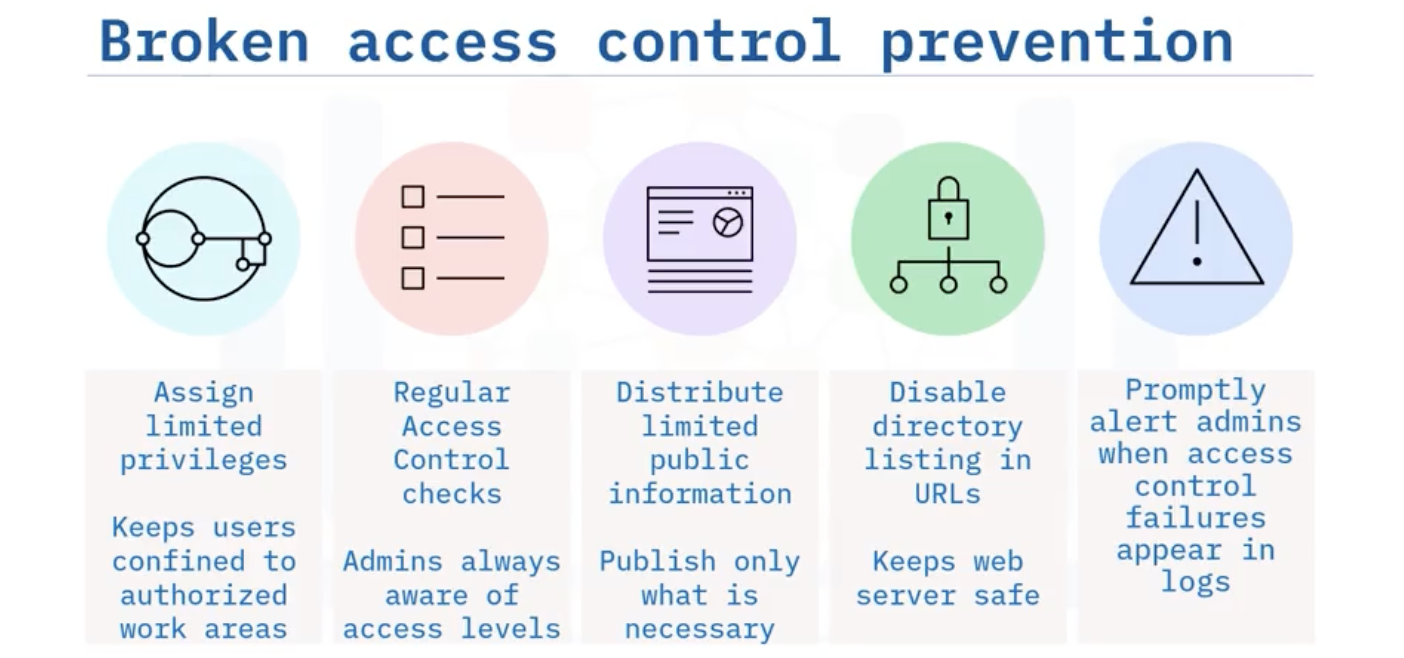 Broken access control prevention
Assign
limited
privileges
Keeps users
confined to
authorized
work areas
Regular
Access
Control
checks
Admins always
aware of
access levels
Distribute
limited
public
information
Publish only
what is
necessary
Disable
directory
listing in
URLs
Keeps web
server safe
Promptly
alert admins
when access
control
failures
appear in
logs